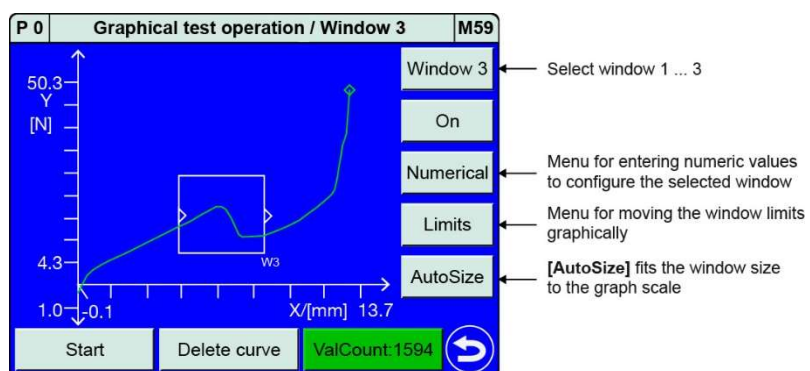 P 0 Graphical test operation / Window 3 M59
50.3
Y
[N]
4.3
1.0
-0.1
X/[mm] 13.7
W3
Window 3
On
Numerical
Limits
AutoSize
Start Delete curve ValCount:1594
Select window 1 ... 3
Menu for entering numeric values
to configure the selected window
Menu for moving the window limits
graphically
[AutoSize] fits the window size
to the graph scale